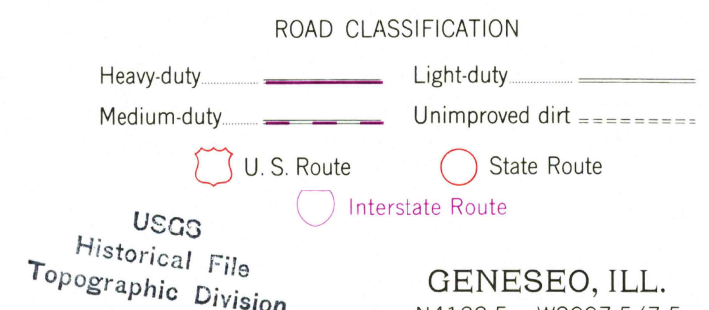 ROAD CLASSIFICATION
Heavy-duty Light-duty
Medium-duty Unimproved dirt
U. S. Route State Route
Interstate Route
USGS
Historical File
Topographic Division
GENESEO, ILL.